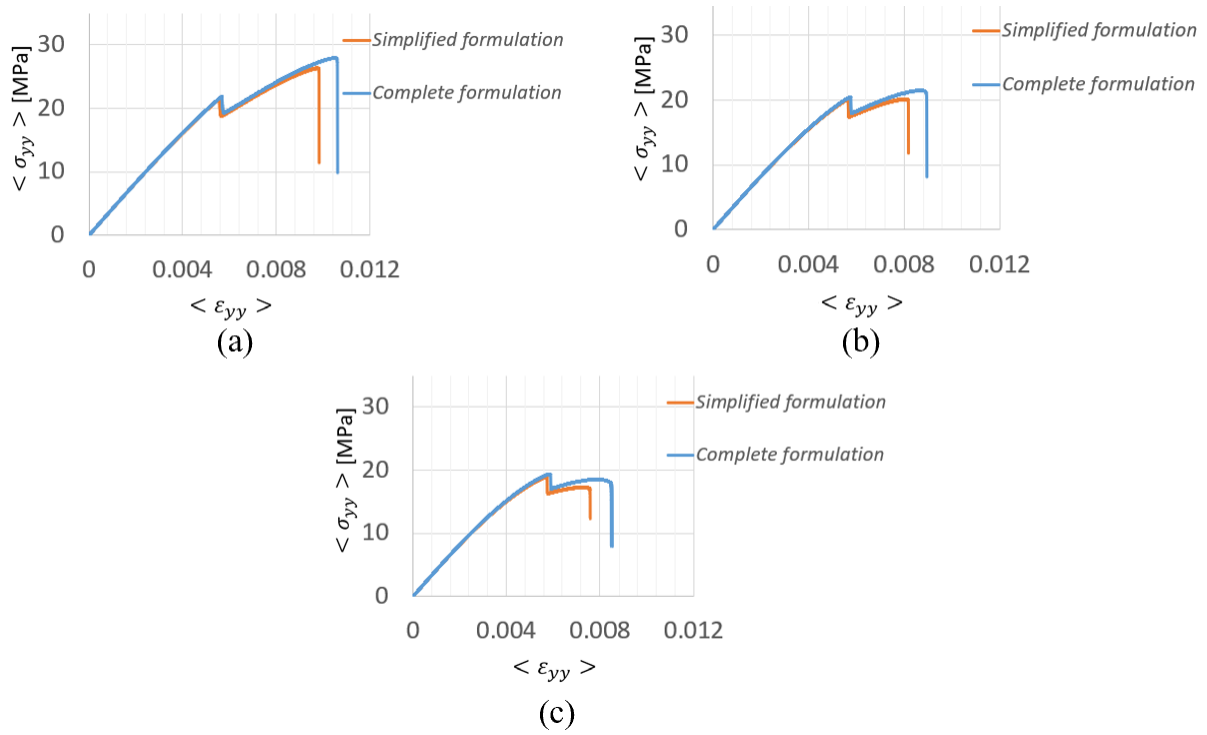 < σyy > [MPa]
30
20
10
0
0 0.004 0.008 0.012
< εyy >
Simplified formulation
Complete formulation
(a)
< σyy > [MPa]
30
20
10
0
0 0.004 0.008 0.012
< εyy >
Simplified formulation
Complete formulation
(b)
< σyy > [MPa]
30
20
10
0
0 0.004 0.008 0.012
< εyy >
Simplified formulation
Complete formulation
(c)